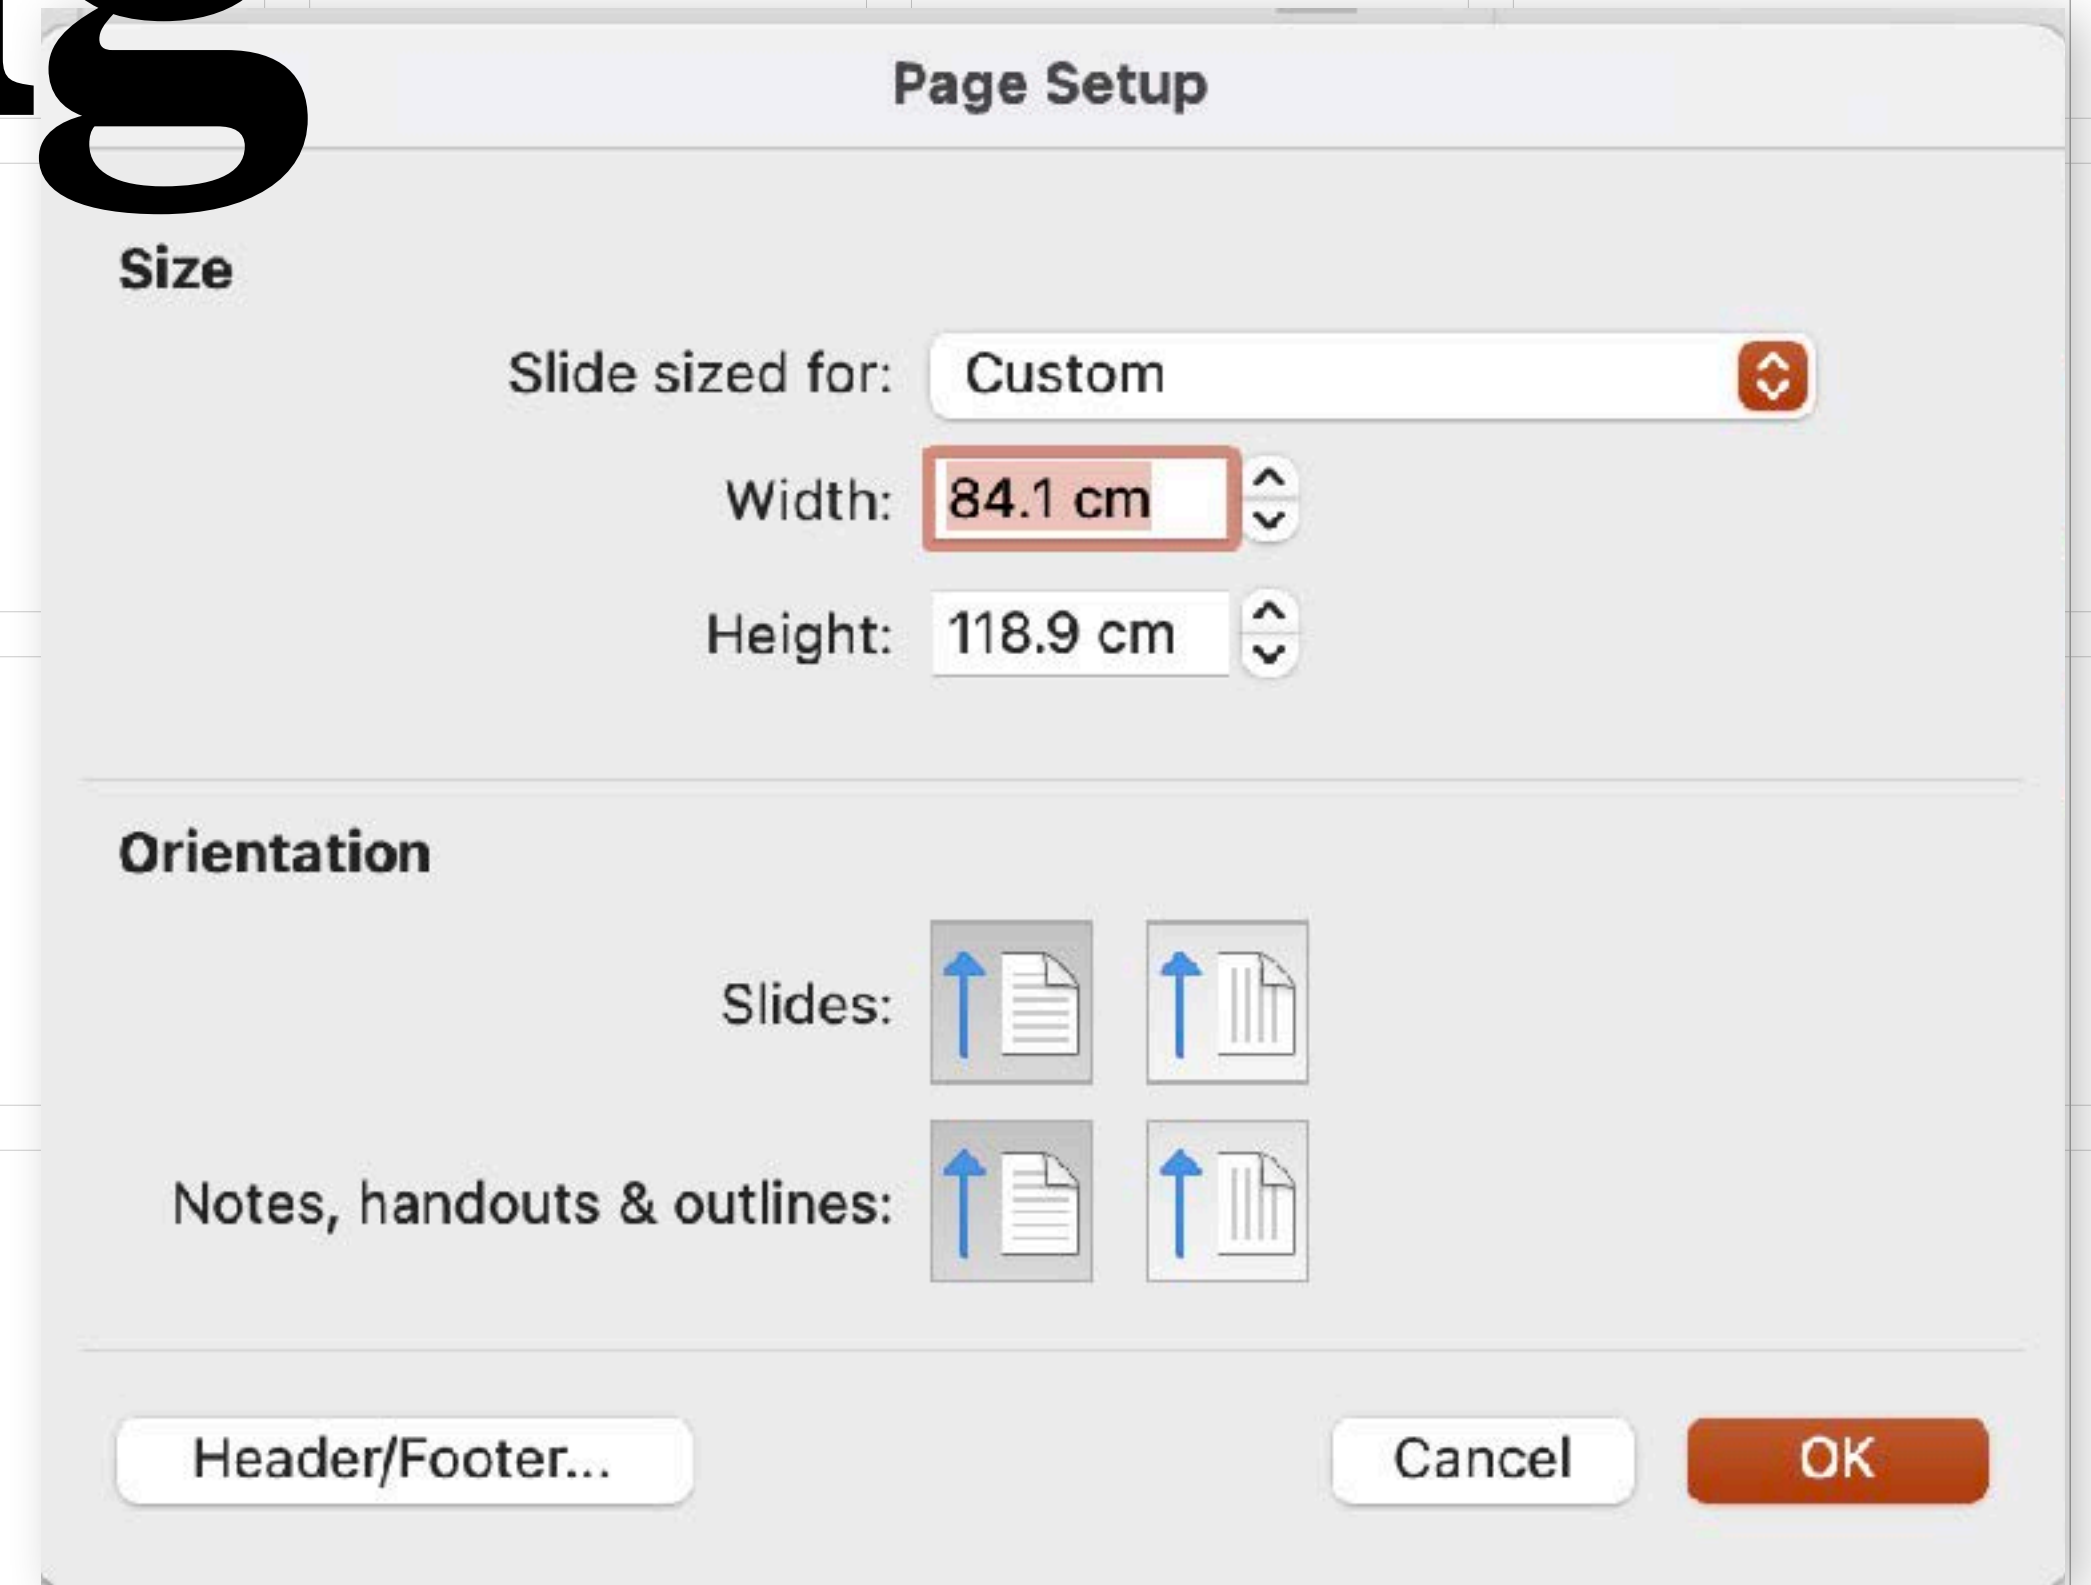 g
Page Setup
Size
Slide sized for: Custom
Width: 84.1 cm
Height: 118.9 cm
Orientation
Slides:
Notes, handouts & outlines:
Header/Footer... Cancel OK